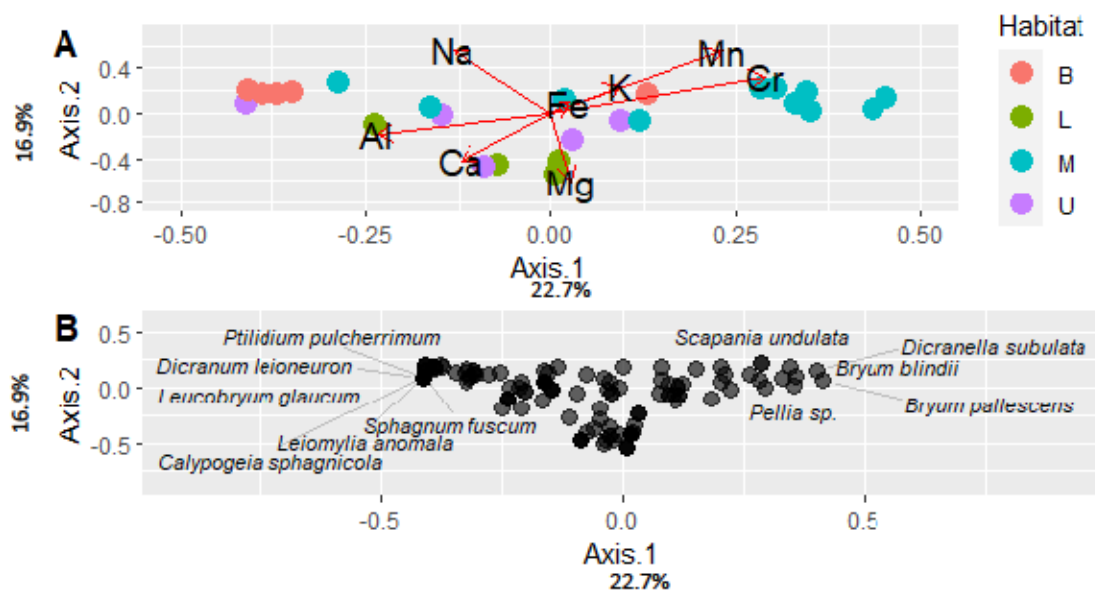 A
Habitat
B
L
M
U
Na
Mn
K
Cr
Fe
Al
Ca
Mg
0.4
0.0
-0.4
-0.8
Axis.2
16.9%
-0.50
-0.25
0.00
0.25
0.50
Axis.1
22.7%
B
Ptilidium pulcherrimum
Scapania undulata
Dicranum leioneuron
Dicranella subulata
Bryum blindii
Leucobryum glaucum
Bryum pallescens
Pellia sp.
Sphagnum fuscum
Leiomylia anomala
Calypogeia sphagnicola
0.5
0.0
-0.5
Axis.2
16.9%
-0.5
0.0
0.5
Axis.1
22.7%